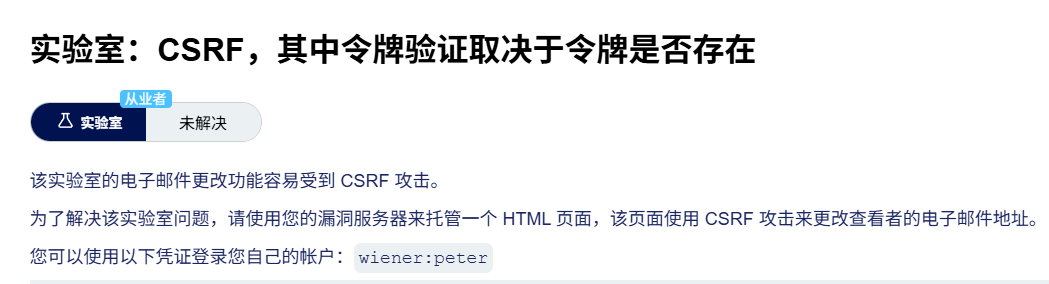 实验室：CSRF，其中令牌验证取决于令牌是否存在
从业者
实验室 未解决
该实验室的电子邮件更改功能容易受到 CSRF 攻击。
为了解决该实验室问题，请使用您的漏洞服务器来托管一个 HTML 页面，该页面使用 CSRF 攻击来更改查看者的电子邮件地址。
您可以使用以下凭证登录您自己的帐户： wiener:peter